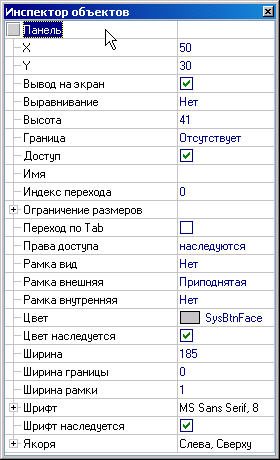 Инспектор объектов
Панель
X 50
Y 30
Вывод на экран
Выравнивание Нет
Высота 41
Граница Отсутствует
Доступ
Имя
Индекс перехода 0
Ограничение размеров
Переход по Tab
Права доступа наследуются
Рамка вид Нет
Рамка внешняя Приподнятая
Рамка внутренняя Нет
Цвет SysBtnFace
Цвет наследуется
Ширина 185
Ширина границы 0
Ширина рамки 1
Шрифт MS Sans Serif, 8
Шрифт наследуется
Якоря Слева, Сверху